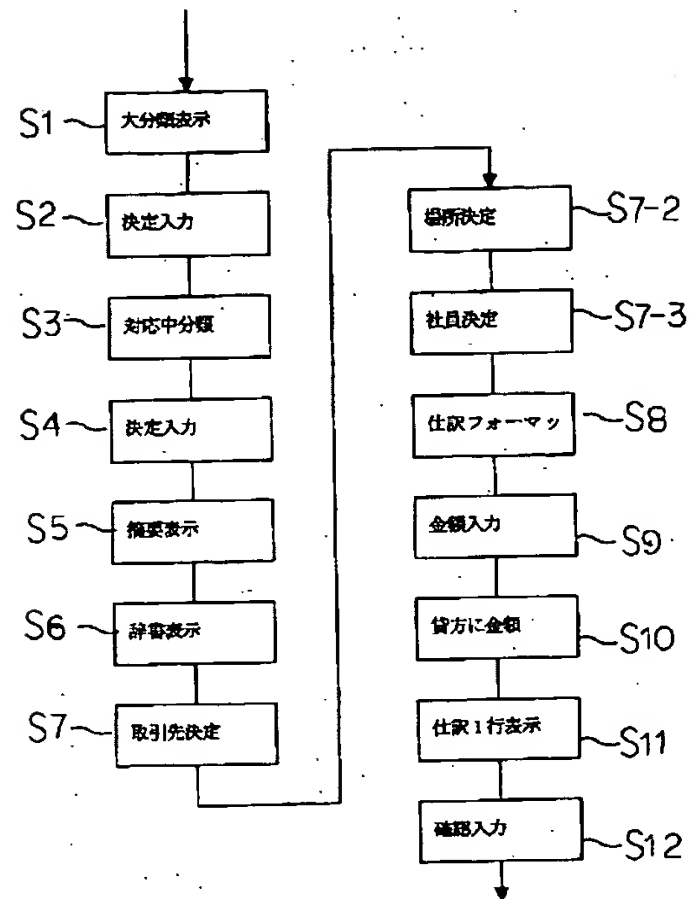 S1
大分類表示
S2
決定入力
S3
対応中分類
S4
決定入力
S5
摘要表示
S6
辞書表示
S7
取引先決定
場所決定
S7-2
社員決定
S7-3
仕訳フォーマッ
S8
金額入力
S9
貸方に金額
S10
仕訳1行表示
S11
確認入力
S12